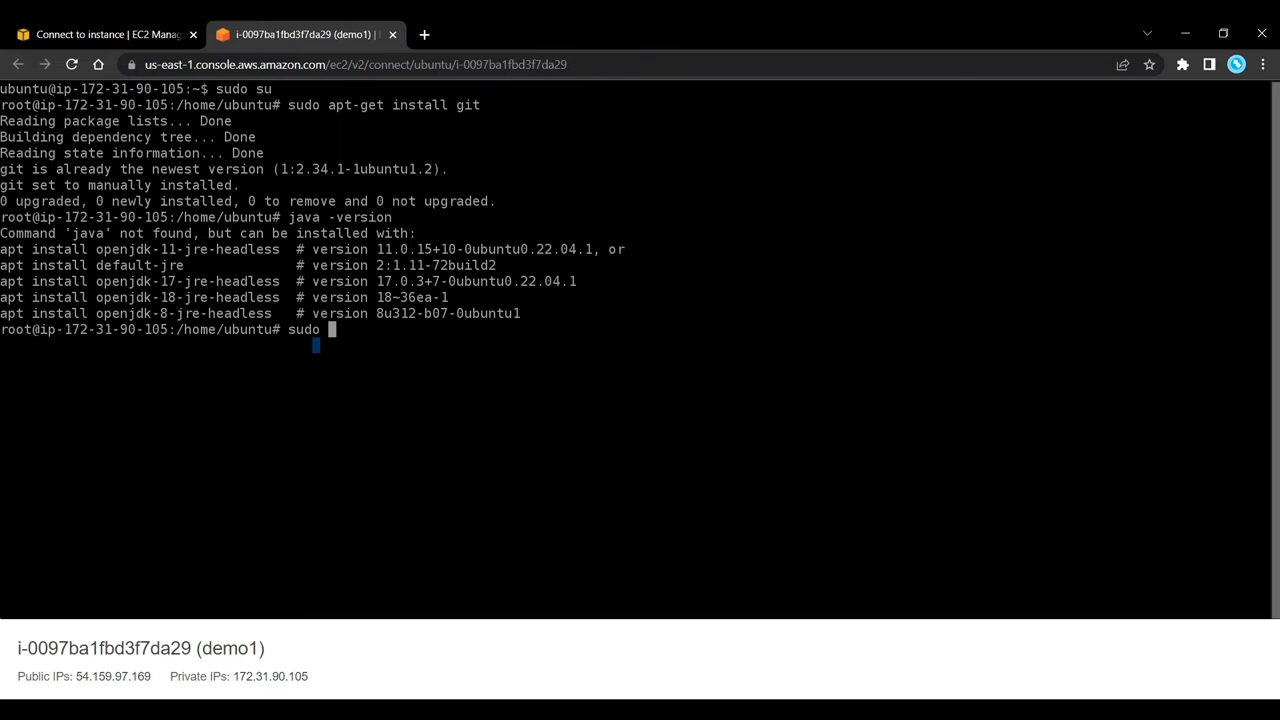 Connect to instance | EC2 Manag
i-0097ba1fbd3f7da29 (demo1) |
us-east-1.console.aws.amazon.com/ec2/v2/connect/ubuntu/i-0097ba1fbd3f7da29
ubuntu@ip-172-31-90-105:~$ sudo su
root@ip-172-31-90-105:/home/ubuntu# sudo apt-get install git
Reading package lists... Done
Building dependency tree... Done
Reading state information... Done
git is already the newest version (1:2.34.1-1ubuntu1.2).
git set to manually installed.
0 upgraded, 0 newly installed, 0 to remove and 0 not upgraded.
root@ip-172-31-90-105:/home/ubuntu# java -version
Command 'java' not found, but can be installed with:
apt install openjdk-11-jre-headless  # version 11.0.15+10-0ubuntu0.22.04.1, or
apt install default-jre              # version 2:1.11-72build2
apt install openjdk-17-jre-headless  # version 17.0.3+7-0ubuntu0.22.04.1
apt install openjdk-18-jre-headless  # version 18~36ea-1
apt install openjdk-8-jre-headless   # version 8u312-b07-0ubuntu1
root@ip-172-31-90-105:/home/ubuntu# sudo
i-0097ba1fbd3f7da29 (demo1)
Public IPs: 54.159.97.169 Private IPs: 172.31.90.105